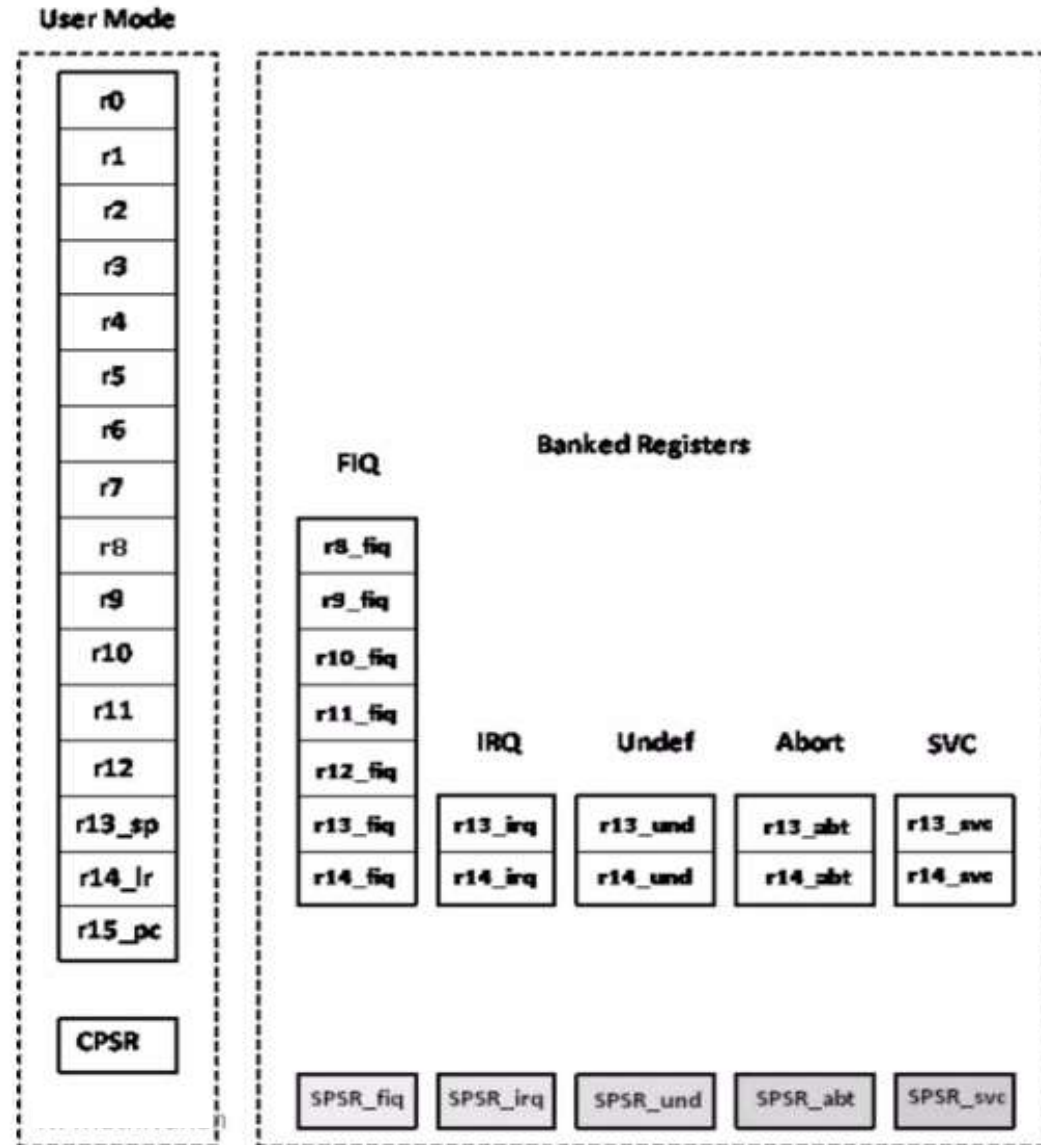 User Mode
r0
r1
r2
r3
r4
r5
r6
r7
r8
r9
r10
r11
r12
r13_sp
r14_lr
r15_pc
CPSR
Banked Registers
FIQ
r8_fiq
r9_fiq
r10_fiq
r11_fiq
r12_fiq
r13_fiq
r14_fiq
SPSR_fiq
IRQ
r13_irq
r14_irq
SPSR_irq
Undef
r13_und
r14_und
SPSR_und
Abort
r13_abt
r14_abt
SPSR_abt
SVC
r13_svc
r14_svc
SPSR_svc